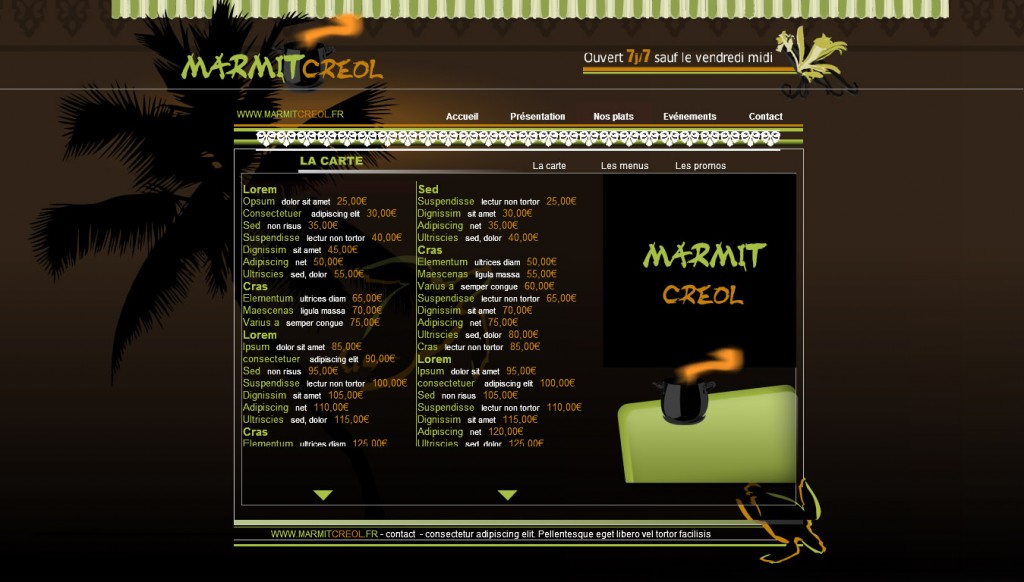 MARMITCREOL
Ouvert 7j/7 sauf le vendredi midi
WWW.MARMITCREOL.FR
Accueil Présentation Nos plats Evénements Contact
LA CARTE
La carte Les menus Les promos
Lorem
Opsum dolor sit amet 25,00€
Consectetuer adipiscing elit 30,00€
Sed non risus 35,00€
Suspendisse lectur non tortor 40,00€
Dignissim sit amet 45,00€
Adipiscing net 50,00€
Ultriscies sed, dolor 55,00€
Cras
Elementum ultrices diam 65,00€
Maescenas ligula massa 70,00€
Varius a semper congue 75,00€
Lorem
Ipsum dolor sit amet 85,00€
consectetuer adipiscing elit 90,00€
Sed non risus 95,00€
Suspendisse lectur non tortor 100,00€
Dignissim sit amet 105,00€
Adipiscing net 110,00€
Ultriscies sed, dolor 115,00€
Cras
Elementum ultrices diam 125,00€
Sed
Suspendisse lectur non tortor 25,00€
Dignissim sit amet 30,00€
Adipiscing net 35,00€
Ultriscies sed, dolor 40,00€
Cras
Elementum ultrices diam 50,00€
Maescenas ligula massa 55,00€
Varius a semper congue 60,00€
Suspendisse lectur non tortor 65,00€
Dignissim sit amet 70,00€
Adipiscing net 75,00€
Ultriscies sed, dolor 80,00€
Cras lectur non tortor 85,00€
Lorem
Ipsum dolor sit amet 95,00€
consectetuer adipiscing elit 100,00€
Sed non risus 105,00€
Suspendisse lectur non tortor 110,00€
Dignissim sit amet 115,00€
Adipiscing net 120,00€
Ultriscies sed, dolor 125,00€
MARMIT
CREOL
WWW.MARMITCREOL.FR - contact - consectetur adipiscing elit. Pellentesque eget libero vel tortor facilisis